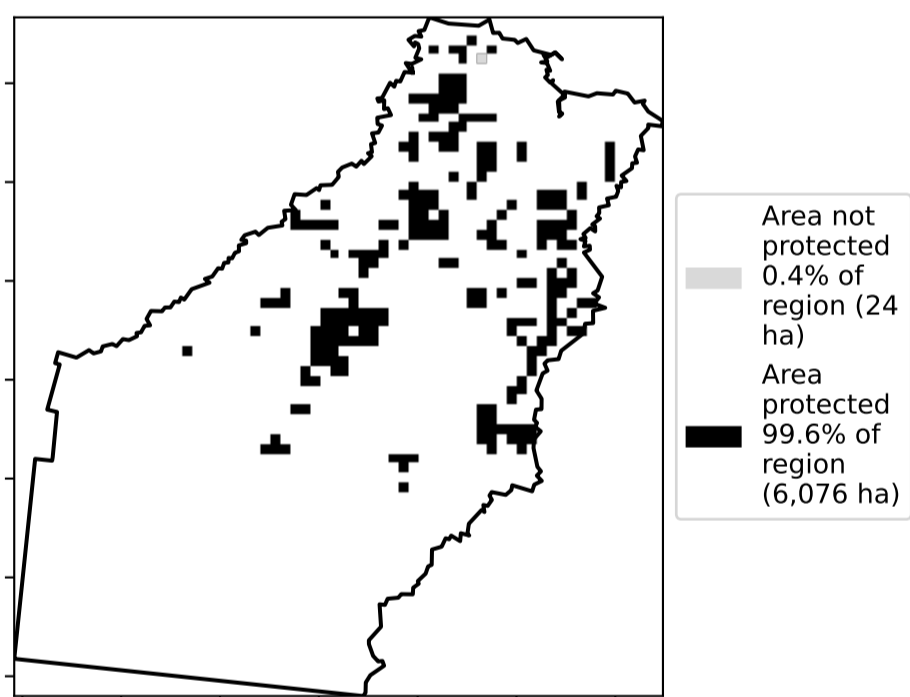 Area not
protected
0.4% of
region (24
ha)
Area
protected
99.6% of
region
(6,076 ha)